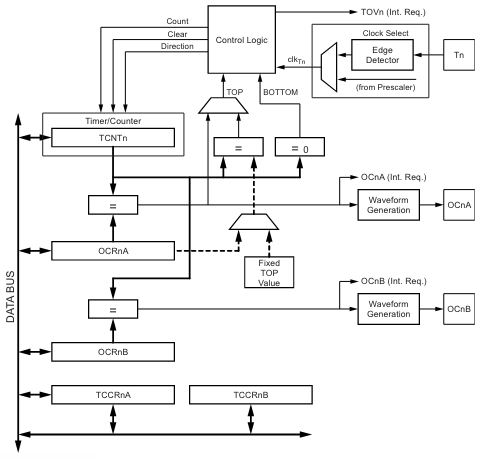 Count
TOVn (Int. Req.)
Clear
Control Logic
Clock Select
Direction
clkTn
Edge
Detector
Tn
(from Prescaler)
TOP
BOTTOM
Timer/Counter
TCNTn
=
= 0
OCnA (Int. Req.)
=
Waveform
Generation
OCnA
OCRnA
Fixed
TOP
Value
DATA BUS
OCnB (Int. Req.)
=
Waveform
Generation
OCnB
OCRnB
TCCRnA
TCCRnB